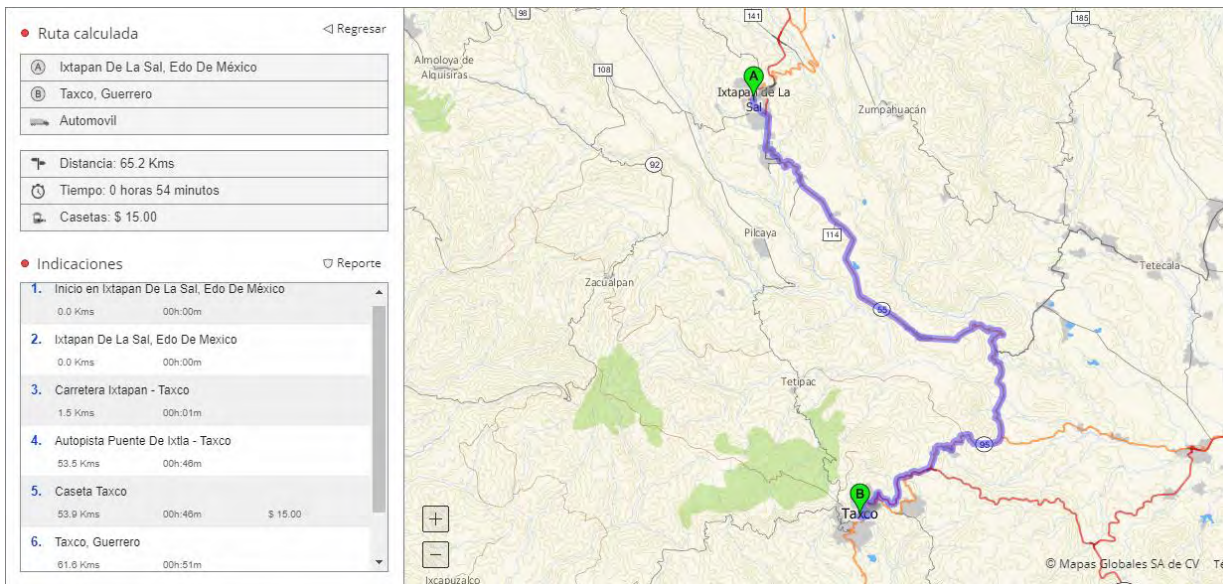 Ruta calculada
Regresar
A Ixtapan De La Sal, Edo De México
B Taxco, Guerrero
Automovil
Distancia: 65.2 Kms
Tiempo: 0 horas 54 minutos
Casetas: $ 15.00
Indicaciones
Reporte
1. Inicio en Ixtapan De La Sal, Edo De México
0.0 Kms 00h:00m
2. Ixtapan De La Sal, Edo De Mexico
0.0 Kms 00h:00m
3. Carretera Ixtapan - Taxco
1.5 Kms 00h:01m
4. Autopista Puente De Ixtla - Taxco
53.5 Kms 00h:46m
5. Caseta Taxco
53.9 Kms 00h:46m $ 15.00
6. Taxco, Guerrero
61.6 Kms 00h:51m
98
141
185
Almoloya de
Alquisiras
108
A
Ixtapan de La
Sal
Zumpahuacán
92
114
Pilcaya
Tetecala
Zacualpan
55
Tetipac
95
B
Taxco
+
−
Ixcapuzalco
© Mapas Globales SA de CV Te